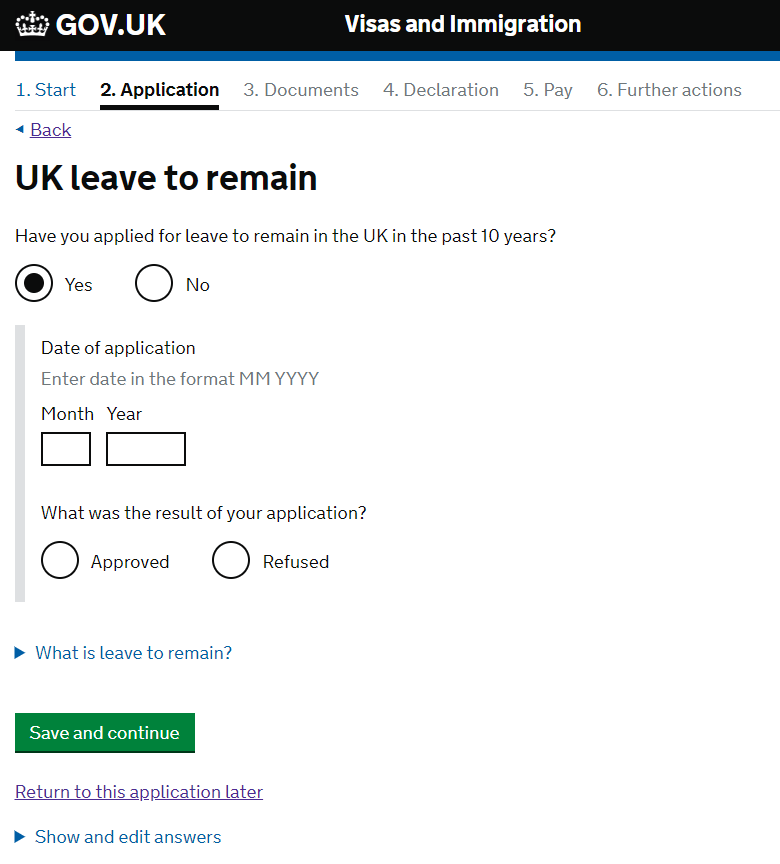 GOV.UK Visas and Immigration
1. Start 2. Application 3. Documents 4. Declaration 5. Pay 6. Further actions
Back
UK leave to remain
Have you applied for leave to remain in the UK in the past 10 years?
Yes No
Date of application
Enter date in the format MM YYYY
Month Year
What was the result of your application?
Approved Refused
What is leave to remain?
Save and continue
Return to this application later
Show and edit answers